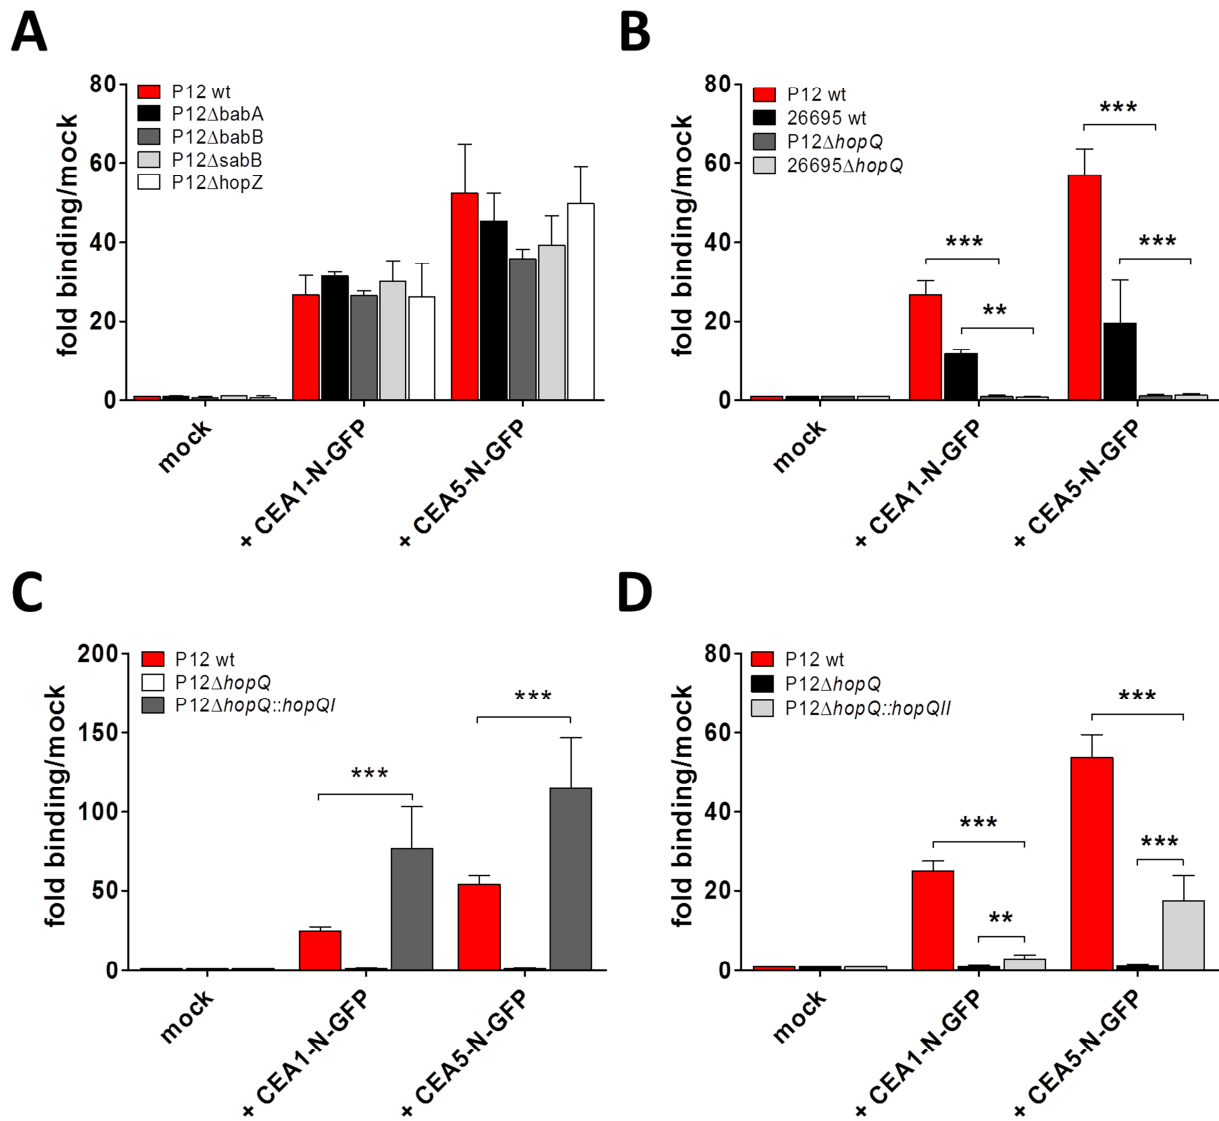 A
fold binding/mock
80
60
40
20
0
P12 wt
P12ΔbabA
P12ΔbabB
P12ΔsabB
P12ΔhopZ
mock
+ CEA1-N-GFP
+ CEA5-N-GFP
B
fold binding/mock
80
60
40
20
0
P12 wt
26695 wt
P12ΔhopQ
26695ΔhopQ
***
***
***
**
mock
+ CEA1-N-GFP
+ CEA5-N-GFP
C
fold binding/mock
200
150
100
50
0
P12 wt
P12ΔhopQ
P12ΔhopQ::hopQI
***
***
mock
+ CEA1-N-GFP
+ CEA5-N-GFP
D
fold binding/mock
80
60
40
20
0
P12 wt
P12ΔhopQ
P12ΔhopQ::hopQII
***
***
***
**
mock
+ CEA1-N-GFP
+ CEA5-N-GFP